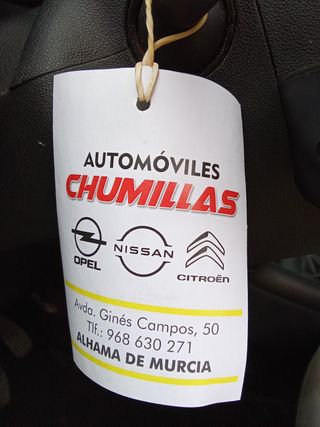 AUTOMÓVILES
CHUMILLAS
OPEL NISSAN CITROËN
Avda. Ginés Campos, 50
Tlf.: 968 630 271
ALHAMA DE MURCIA